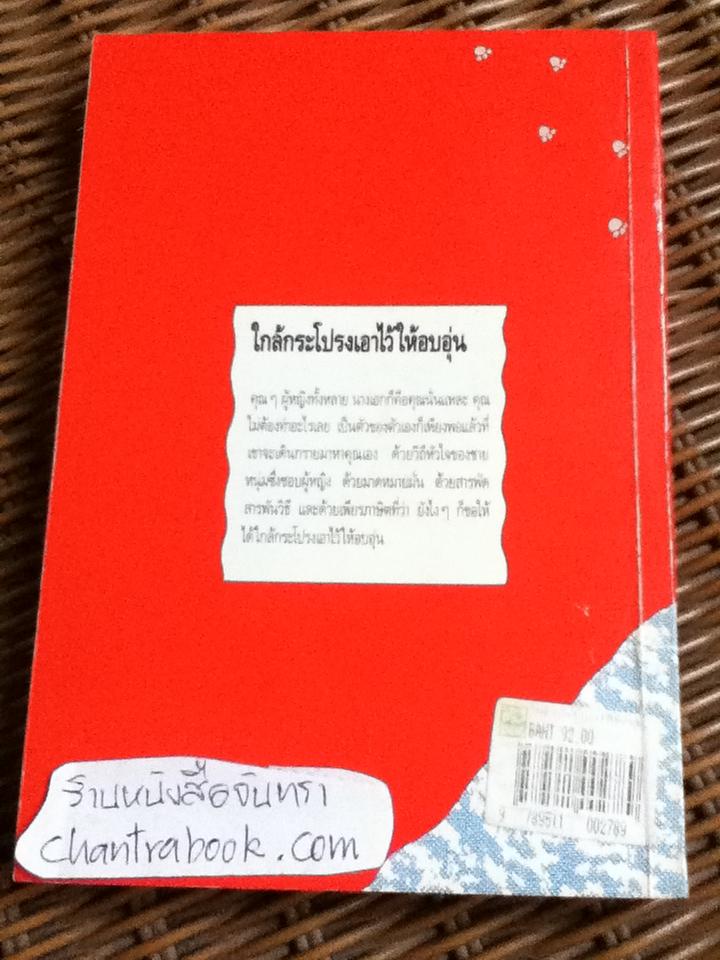 ใกล้กระโปรงเอาไว้ให้อบอุ่น
คุณ ๆ ผู้หญิงทั้งหลาย นางเอกก็คือคุณนั่นแหละ คุณ
ไม่ต้องทำอะไรเลย เป็นตัวของตัวเองก็เพียงพอแล้วที่
เขาจะเดินกรายมาหาคุณเอง ด้วยวิถีหัวใจของชาย
หนุ่มซึ่งชอบผู้หญิง ด้วยมาดหมายมั่น ด้วยสารพัด
สารพันวิธี และด้วยเพียรภาษิตที่ว่า ยังไง ๆ ก็ขอให้
ได้ใกล้กระโปรงเอาไว้ให้อบอุ่น
BAHT 92.00
9 789511 002789
ร้านหนังสือจันทรา
chantrabook.com